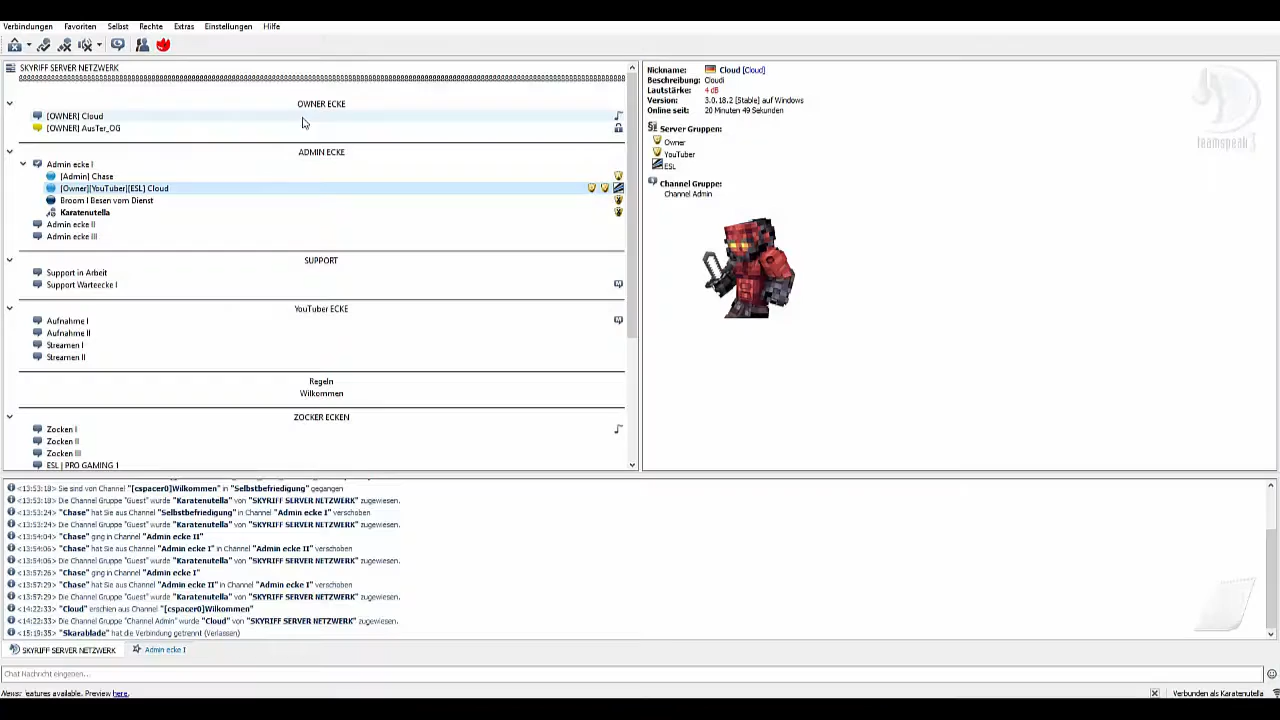 Verbindungen Favoriten Selbst Rechte Extras Einstellungen Hilfe
SKYRIFF SERVER NETZWERK
OWNER ECKE
[OWNER] Cloud
[OWNER] AusTer_OG
ADMIN ECKE
Admin ecke I
[Admin] Chase
[Owner][YouTuber][ESL] Cloud
Broom I Besen vom Dienst
Karatenutella
Admin ecke II
Admin ecke III
SUPPORT
Support in Arbeit
Support Warteecke I
YouTuber ECKE
Aufnahme I
Aufnahme II
Streamen I
Streamen II
Regeln
Wilkommen
ZOCKER ECKEN
Zocken I
Zocken II
Zocken III
ESL | PRO GAMING 1
Nickname: Cloud [Cloud]
Beschreibung: Cloudi
Lautstärke: 4 dB
Version: 3.0.18.2 [Stable] auf Windows
Online seit: 20 Minuten 49 Sekunden
Server Gruppen:
Owner
YouTuber
ESL
Channel Gruppe:
Channel Admin
teamspeak3
<13:53:18> Sie sind von Channel "[cspacer0]Wilkommen" in "Selbstbefriedigung" gegangen
<13:53:18> Die Channel Gruppe "Guest" wurde "Karatenutella" von "SKYRIFF SERVER NETZWERK" zugewiesen.
<13:53:24> "Chase" hat Sie aus Channel "Selbstbefriedigung" in Channel "Admin ecke I" verschoben
<13:53:24> Die Channel Gruppe "Guest" wurde "Karatenutella" von "SKYRIFF SERVER NETZWERK" zugewiesen.
<13:54:04> "Chase" ging in Channel "Admin ecke II"
<13:54:06> "Chase" hat Sie aus Channel "Admin ecke I" in Channel "Admin ecke II" verschoben
<13:54:06> Die Channel Gruppe "Guest" wurde "Karatenutella" von "SKYRIFF SERVER NETZWERK" zugewiesen.
<13:57:26> "Chase" ging in Channel "Admin ecke I"
<13:57:29> "Chase" hat Sie aus Channel "Admin ecke II" in Channel "Admin ecke I" verschoben
<13:57:29> Die Channel Gruppe "Guest" wurde "Karatenutella" von "SKYRIFF SERVER NETZWERK" zugewiesen.
<14:22:33> "Cloud" erschien aus Channel "[cspacer0]Wilkommen"
<14:22:33> Die Channel Gruppe "Channel Admin" wurde "Cloud" von "SKYRIFF SERVER NETZWERK" zugewiesen.
<15:19:35> "Skarablade" hat die Verbindung getrennt (Verlassen)
SKYRIFF SERVER NETZWERK Admin ecke I
Chat Nachricht eingeben...
News: features available. Preview here.
Verbunden als Karatenutella